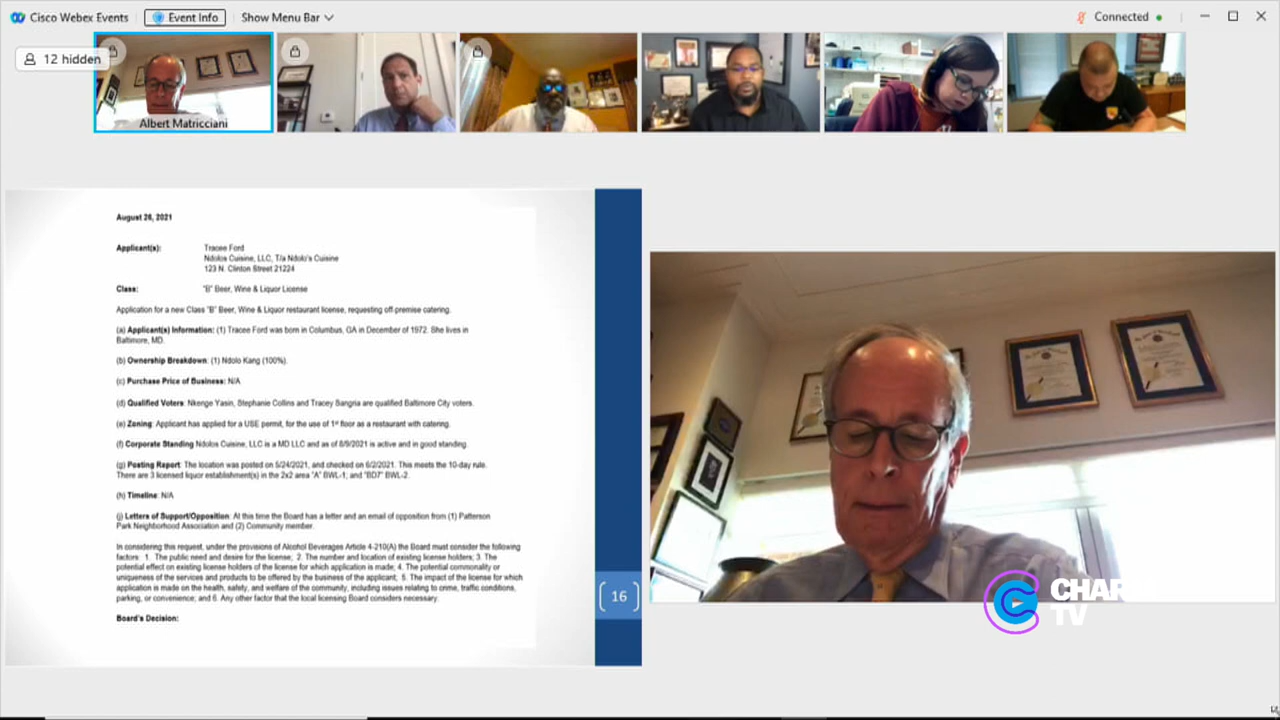 Cisco Webex Events
Event Info
Show Menu Bar
Connected
12 hidden
Albert Matricciani
August 26, 2021
Applicant(s): Tracee Ford
Ndolos Cuisine, LLC, T/a Ndolo's Cuisine
123 N. Clinton Street 21224
Class: "B" Beer, Wine & Liquor License
Application for a new Class "B" Beer, Wine & Liquor restaurant license, requesting off-premise catering.
(a) Applicant(s) Information: (1) Tracee Ford was born in Columbus, GA in December of 1972. She lives in
Baltimore, MD.
(b) Ownership Breakdown: (1) Ndolo Kang (100%).
(c) Purchase Price of Business: N/A
(d) Qualified Voters: Nkenge Yasin, Stephanie Collins and Tracey Sangria are qualified Baltimore City voters.
(e) Zoning: Applicant has applied for a USE permit, for the use of 1st floor as a restaurant with catering.
(f) Corporate Standing Ndolos Cuisine, LLC is a MD LLC and as of 8/9/2021 is active and in good standing.
(g) Posting Report: The location was posted on 5/24/2021, and checked on 6/2/2021. This meets the 10-day rule.
There are 3 licensed liquor establishment(s) in the 2x2 area "A" BWL-1; and "BD7" BWL-2.
(h) Timeline: N/A
(i) Letters of Support/Opposition: At this time the Board has a letter and an email of opposition from (1) Patterson
Park Neighborhood Association and (2) Community member.
In considering this request, under the provisions of Alcohol Beverages Article 4-210(A) the Board must consider the following
factors: 1. The public need and desire for the license; 2. The number and location of existing license holders; 3. The
potential effect on existing license holders of the license for which application is made; 4. The potential commonality or
uniqueness of the services and products to be offered by the business of the applicant; 5. The impact of the license for which
application is made on the health, safety, and welfare of the community, including issues relating to crime, traffic conditions,
parking, or convenience; and 6. Any other factor that the local licensing Board considers necessary.
Board's Decision:
16
CHAR
TV